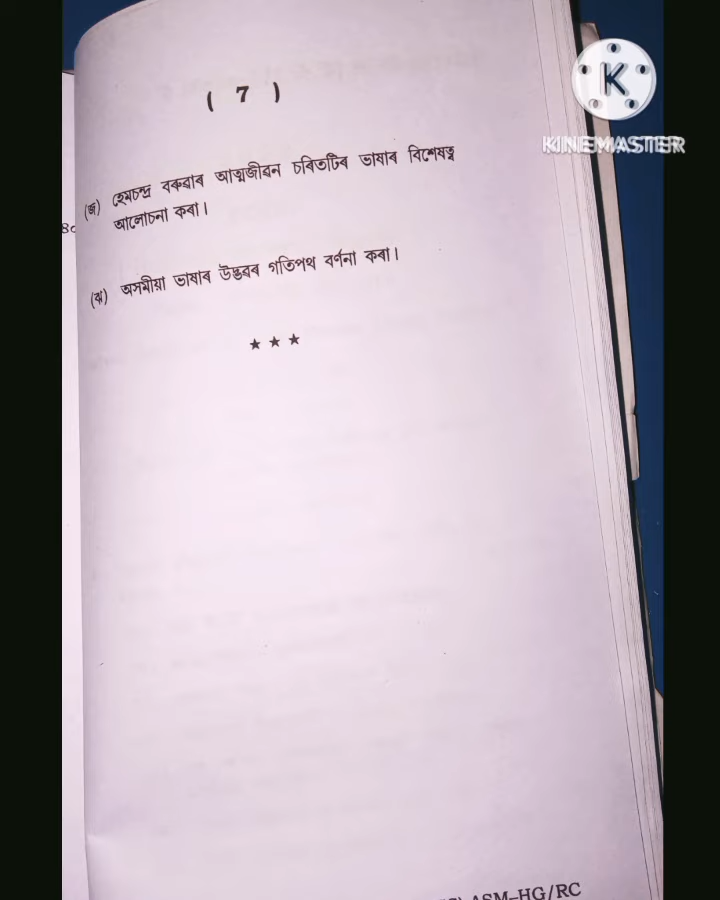 ( 7 )
K
KINEMASTER
(জ) হেমচন্দ্ৰ বৰুৱাৰ আত্মজীৱন চৰিতটিৰ ভাষাৰ বিশেষত্ব
আলোচনা কৰা।
(ঝ) অসমীয়া ভাষাৰ উদ্ভৱৰ গতিপথ বৰ্ণনা কৰা।
★ ★ ★
ASM–HG/RC